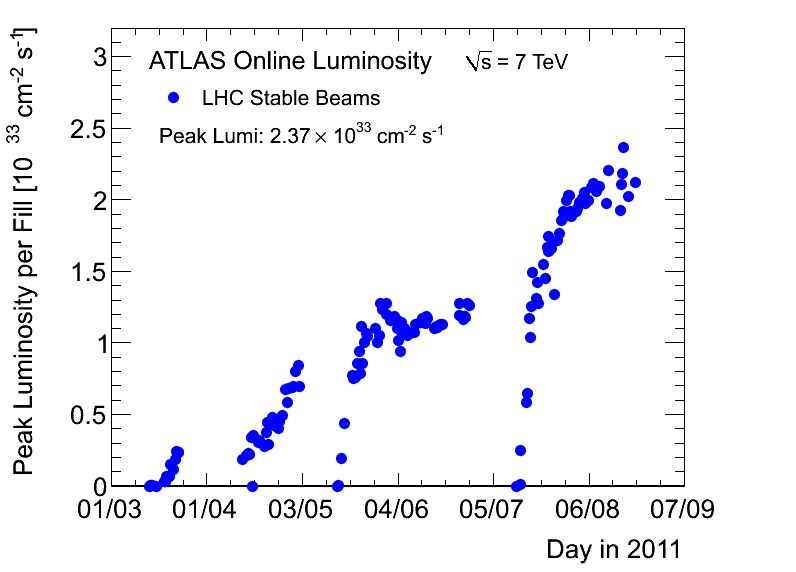 ATLAS Online Luminosity √s = 7 TeV
LHC Stable Beams
Peak Lumi: 2.37 × 10³³ cm⁻² s⁻¹
Peak Luminosity per Fill [10 ³³ cm⁻² s⁻¹]
3
2.5
2
1.5
1
0.5
0
01/03 01/04 03/05 04/06 05/07 06/08 07/09
Day in 2011